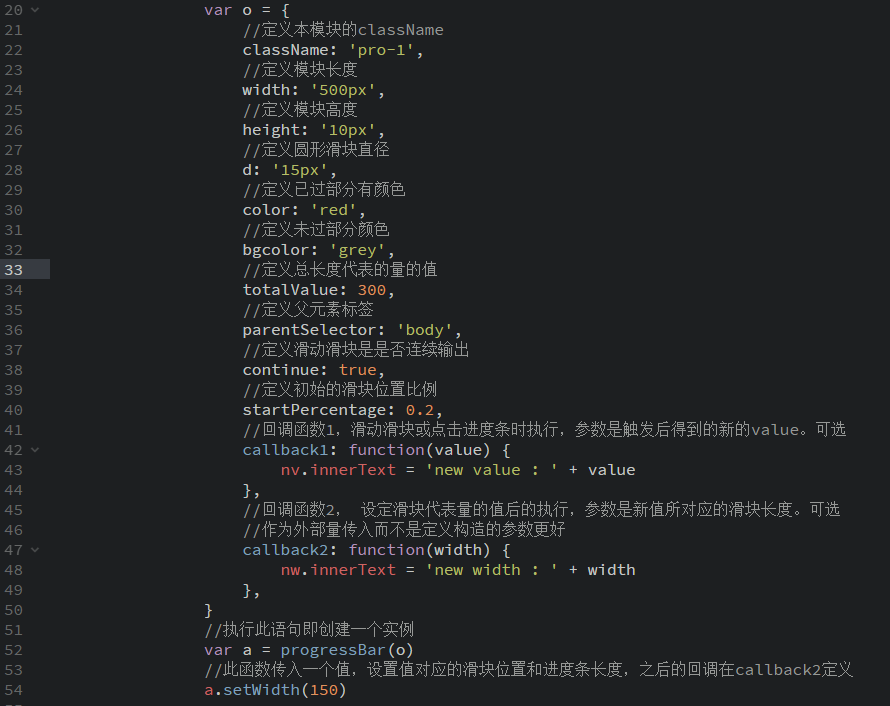 20 var o = {
21 //定义本模块的className
22 className: 'pro-1',
23 //定义模块长度
24 width: '500px',
25 //定义模块高度
26 height: '10px',
27 //定义圆形滑块直径
28 d: '15px',
29 //定义已过部分有颜色
30 color: 'red',
31 //定义未过部分颜色
32 bgcolor: 'grey',
33 //定义总长度代表的量的值
34 totalValue: 300,
35 //定义父元素标签
36 parentSelector: 'body',
37 //定义滑动滑块是是否连续输出
38 continue: true,
39 //定义初始的滑块位置比例
40 startPercentage: 0.2,
41 //回调函数1，滑动滑块或点击进度条时执行，参数是触发后得到的新的value。可选
42 callback1: function(value) {
43 nv.innerText = 'new value : ' + value
44 },
45 //回调函数2， 设定滑块代表量的值后的执行，参数是新值所对应的滑块长度。可选
46 //作为外部量传入而不是定义构造的参数更好
47 callback2: function(width) {
48 nw.innerText = 'new width : ' + width
49 },
50 }
51 //执行此语句即创建一个实例
52 var a = progressBar(o)
53 //此函数传入一个值，设置值对应的滑块位置和进度条长度，之后的回调在callback2定义
54 a.setWidth(150)